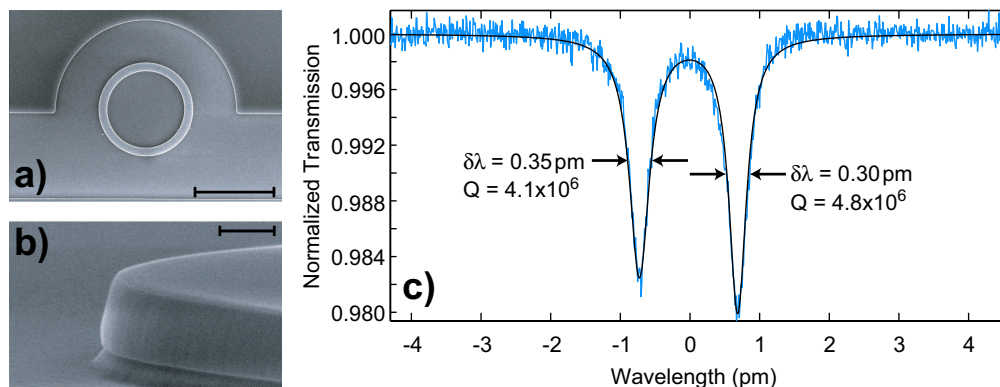 a)
b)
c)
Normalized Transmission
1.000
0.996
0.992
0.988
0.984
0.980
δλ = 0.35 pm
Q = 4.1x10⁶
δλ = 0.30 pm
Q = 4.8x10⁶
-4 -3 -2 -1 0 1 2 3 4
Wavelength (pm)